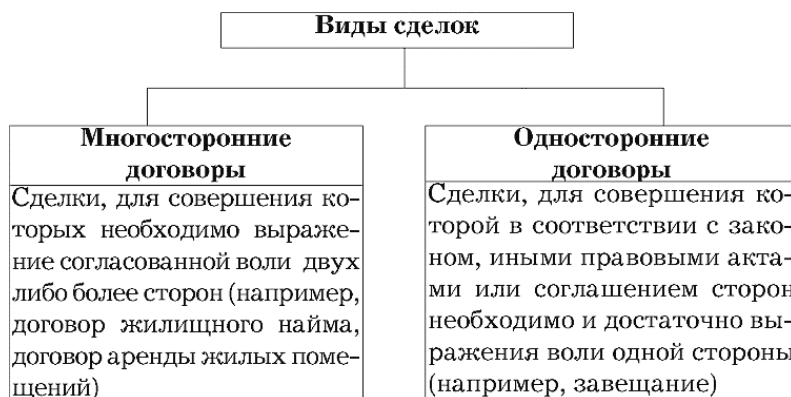 Виды сделок
Многосторонние
договоры
Сделки, для совершения ко-
торых необходимо выраже-
ние согласованной воли двух
либо более сторон (например,
договор жилищного найма,
договор аренды жилых поме-
щений)
Односторонние
договоры
Сделки, для совершения ко-
торой в соответствии с зако-
ном, иными правовыми акта-
ми или соглашением сторон
необходимо и достаточно вы-
ражения воли одной стороны
(например, завещание)